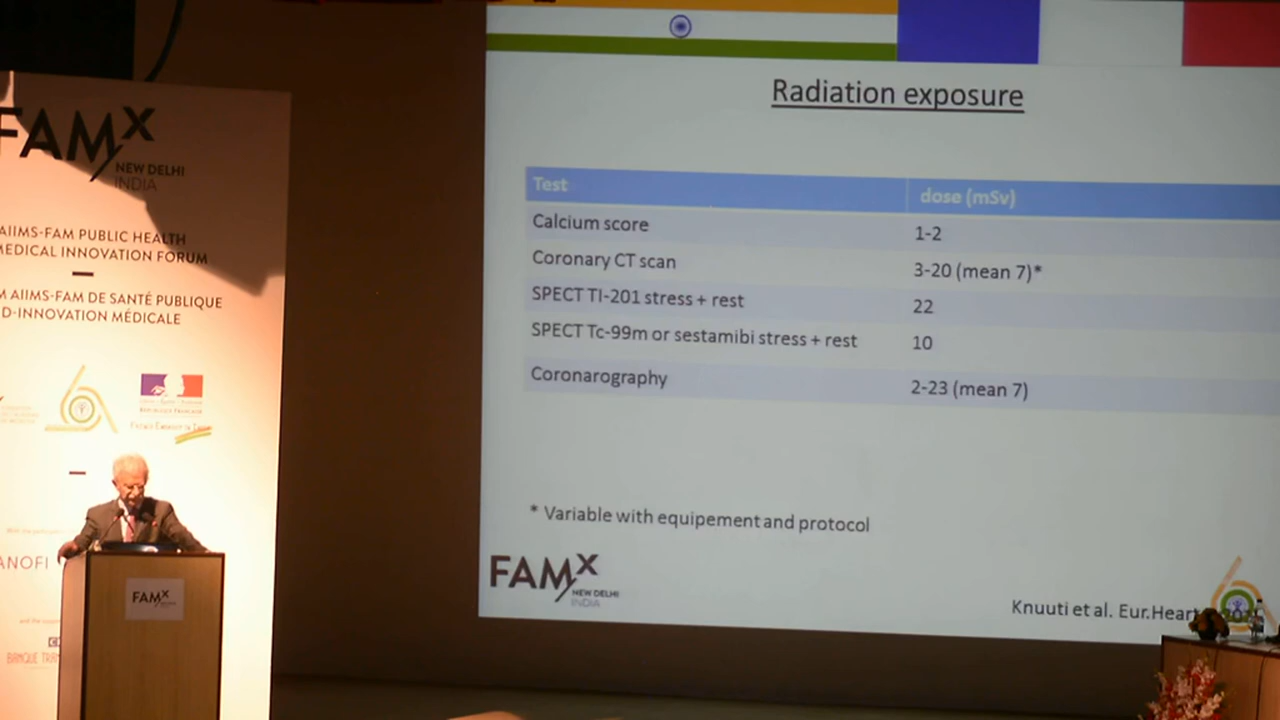 FAMx
NEW DELHI
INDIA
AIIMS-FAM PUBLIC HEALTH
MEDICAL INNOVATION FORUM
AIIMS-FAM DE SANTÉ PUBLIQUE
D-INNOVATION MÉDICALE
RÉPUBLIQUE FRANÇAISE
ANOFI
BANQUE
FAMx
Radiation exposure
Test dose (mSv)
Calcium score 1-2
Coronary CT scan 3-20 (mean 7)*
SPECT Tl-201 stress + rest 22
SPECT Tc-99m or sestamibi stress + rest 10
Coronarography 2-23 (mean 7)
* Variable with equipement and protocol
FAMx
NEW DELHI
INDIA
Knuuti et al. Eur.Heart